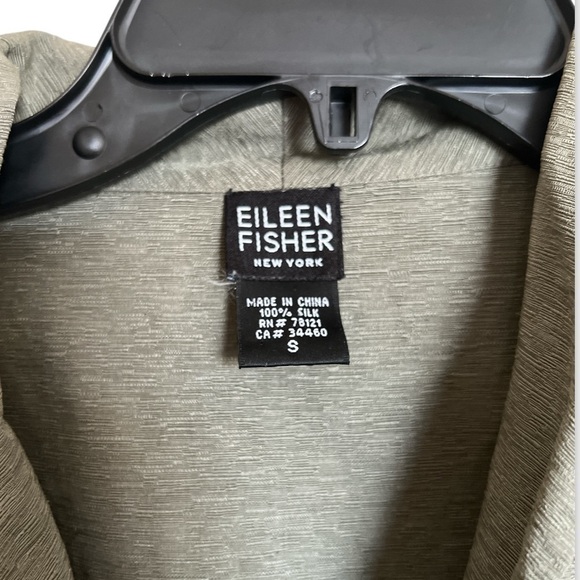 EILEEN
FISHER
NEW YORK
MADE IN CHINA
100% SILK
RN# 78121
CA# 34460
S